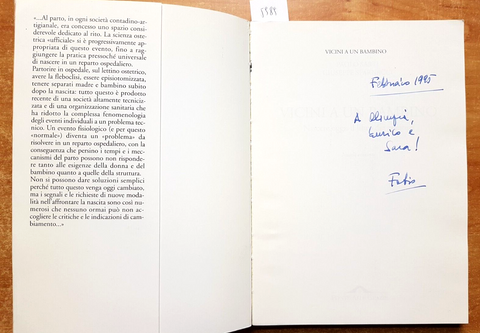 «...Al parto, in ogni società contadino-ar-
tigianale, era concesso uno spazio consi-
derevole dedicato al rito. La scienza oste-
trica «ufficiale» si è progressivamente ap-
propriata di questo evento, fino a rag-
giungere la pratica pressoché universale
di nascere in un reparto ospedaliero.
Partorire in ospedale, sul lettino ostetrico,
avere la fleboclisi, essere episiotomizzata,
tenere separati madre e bambino subito
dopo la nascita: tutto questo è prodotto
recente di una società altamente tecniciz-
zata e di una organizzazione sanitaria che
ha ridotto la complessa fenomenologia
degli eventi individuali a un problema tec-
nico. Un evento fisiologico (e per questo
«normale») diventa un «problema» da
risolvere in un reparto ospedaliero, con la
conseguenza che persino i tempi e i mec-
canismi del parto possono non risponde-
re tanto alle esigenze della donna e del
bambino quanto a quelle della struttura.
Non si possono dare soluzioni semplici
perché tutto questo venga oggi cambiato,
ma i segnali e le richieste di nuove moda-
lità nell'affrontare la nascita sono così nu-
merosi che nessuno ormai può non ac-
cogliere le critiche e le indicazioni di cam-
biamento...»
VICINI A UN BAMBINO
Febbraio 1995
A
Enrico e
Sara!